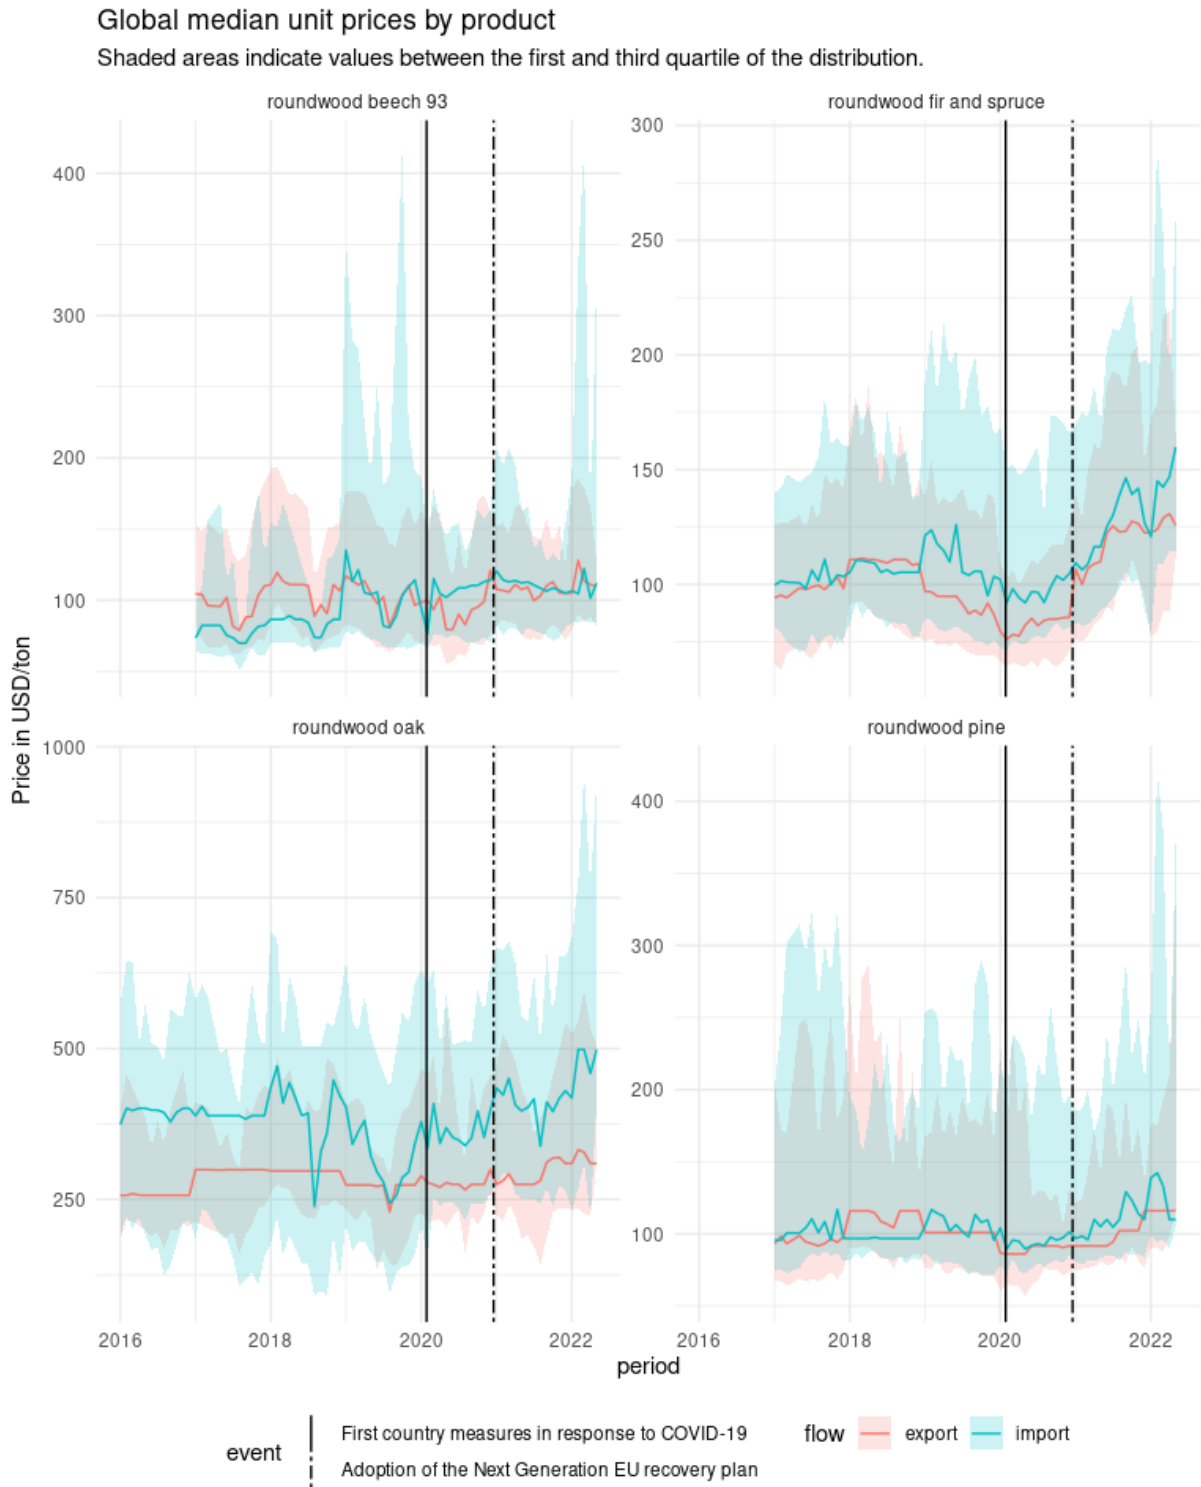 Global median unit prices by product
Shaded areas indicate values between the first and third quartile of the distribution.
roundwood beech 93
400
300
200
100
roundwood fir and spruce
300
250
200
150
100
Price in USD/ton
roundwood oak
1000
750
500
250
2016
2018
2020
2022
roundwood pine
400
300
200
100
2016
2018
2020
2022
period
event
First country measures in response to COVID-19
Adoption of the Next Generation EU recovery plan
flow
export
import